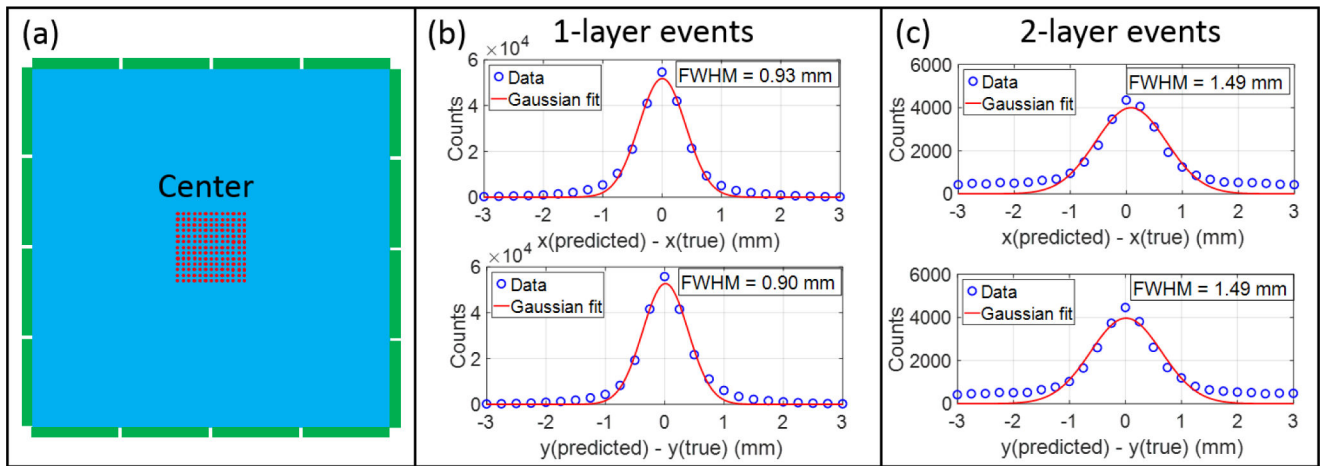 (a)
Center
(b) 1-layer events
×10⁴
6
4
2
0
Counts
Data
Gaussian fit
FWHM = 0.93 mm
-3 -2 -1 0 1 2 3
x(predicted) - x(true) (mm)
×10⁴
6
4
2
0
Counts
Data
Gaussian fit
FWHM = 0.90 mm
-3 -2 -1 0 1 2 3
y(predicted) - y(true) (mm)
(c) 2-layer events
6000
4000
2000
0
Counts
Data
Gaussian fit
FWHM = 1.49 mm
-3 -2 -1 0 1 2 3
x(predicted) - x(true) (mm)
6000
4000
2000
0
Counts
Data
Gaussian fit
FWHM = 1.49 mm
-3 -2 -1 0 1 2 3
y(predicted) - y(true) (mm)